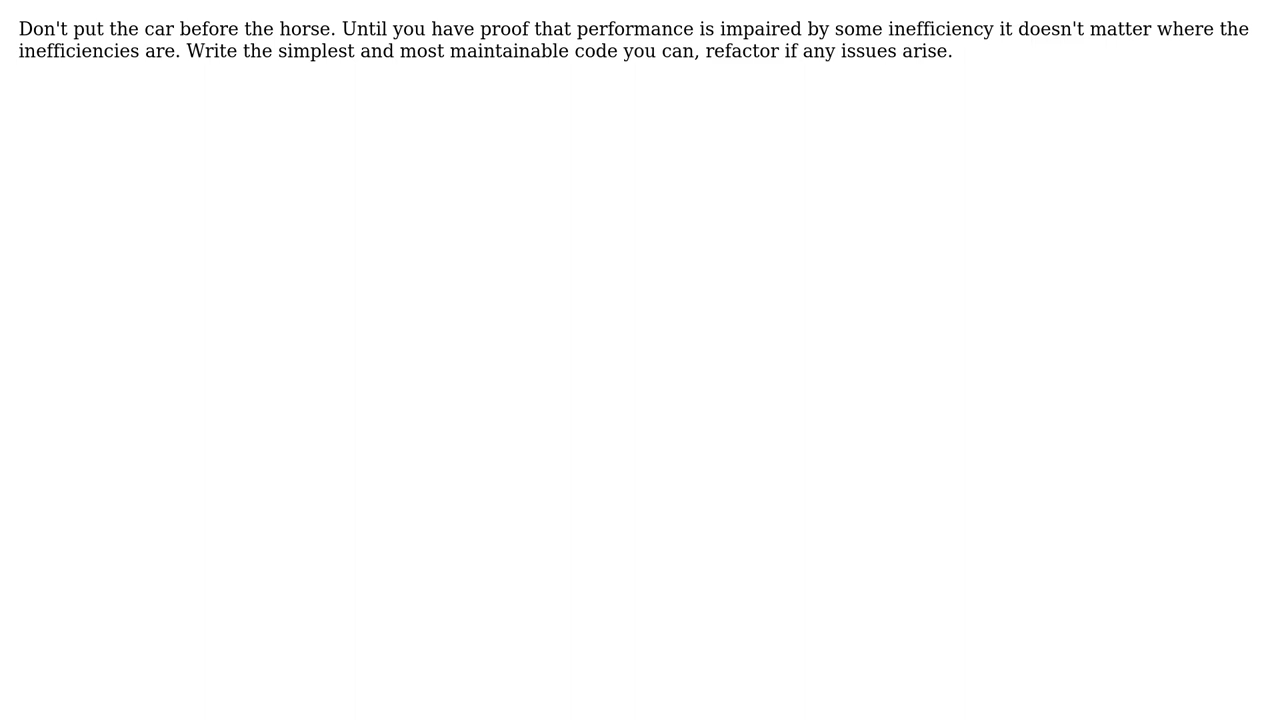 Don't put the car before the horse. Until you have proof that performance is impaired by some inefficiency it doesn't matter where the
inefficiencies are. Write the simplest and most maintainable code you can, refactor if any issues arise.